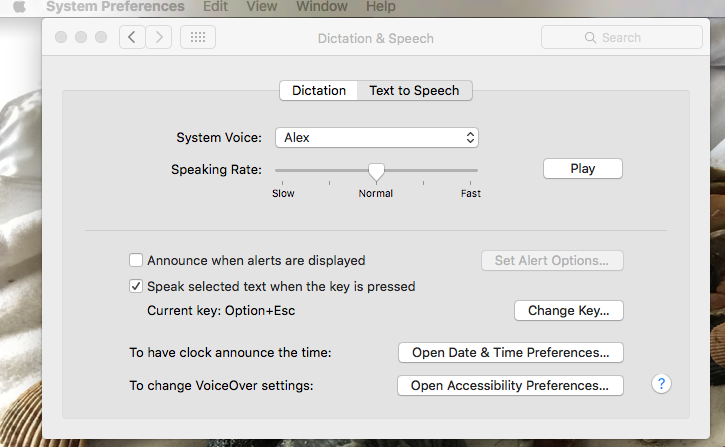 System Preferences Edit View Window Help
Dictation & Speech Search
Dictation Text to Speech
System Voice: Alex
Speaking Rate: Play
Slow Normal Fast
Announce when alerts are displayed Set Alert Options...
Speak selected text when the key is pressed
Current key: Option+Esc Change Key...
To have clock announce the time: Open Date & Time Preferences...
To change VoiceOver settings: Open Accessibility Preferences... ?